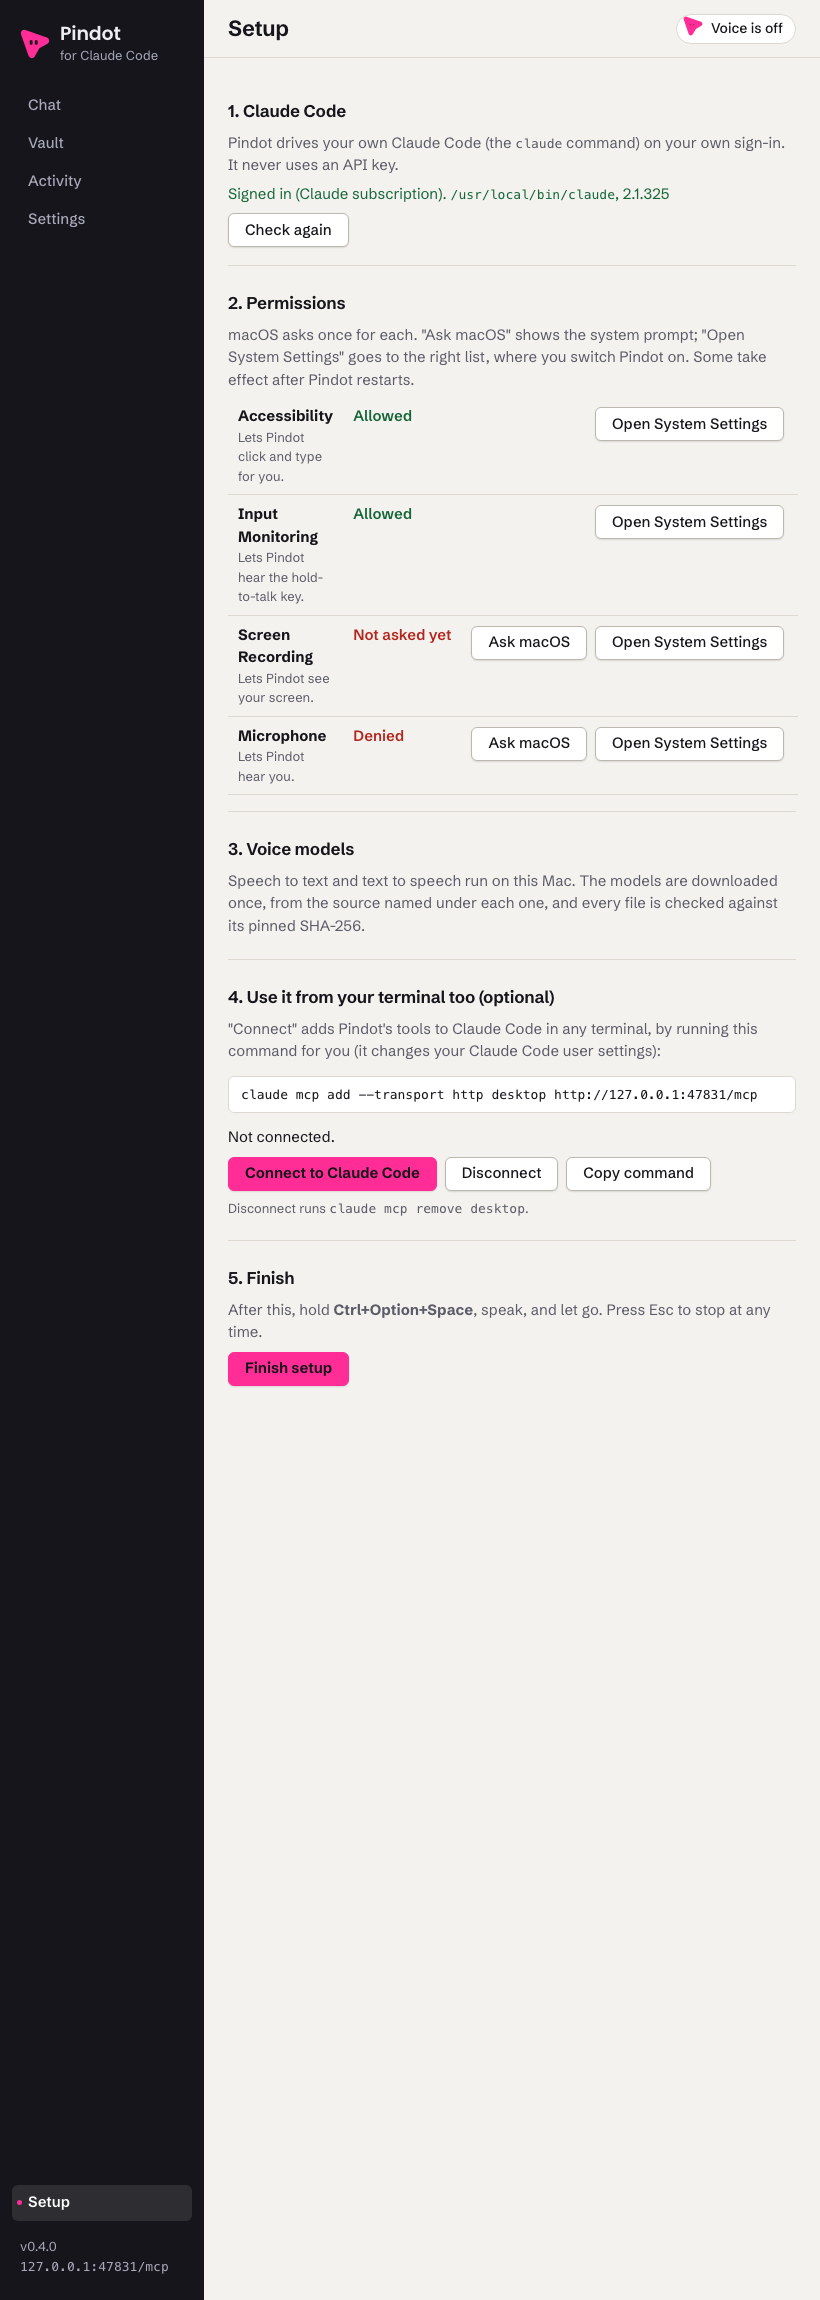 Pindot
for Claude Code
Chat
Vault
Activity
Settings
Setup
v0.4.0
127.0.0.1:47831/mcp
Setup
Voice is off
1. Claude Code
Pindot drives your own Claude Code (the claude command) on your own sign-in.
It never uses an API key.
Signed in (Claude subscription). /usr/local/bin/claude, 2.1.325
Check again
2. Permissions
macOS asks once for each. "Ask macOS" shows the system prompt; "Open
System Settings" goes to the right list, where you switch Pindot on. Some take
effect after Pindot restarts.
Accessibility
Lets Pindot
click and type
for you.
Allowed
Open System Settings
Input
Monitoring
Lets Pindot
hear the hold-
to-talk key.
Allowed
Open System Settings
Screen
Recording
Lets Pindot see
your screen.
Not asked yet
Ask macOS
Open System Settings
Microphone
Lets Pindot
hear you.
Denied
Ask macOS
Open System Settings
3. Voice models
Speech to text and text to speech run on this Mac. The models are downloaded
once, from the source named under each one, and every file is checked against
its pinned SHA-256.
4. Use it from your terminal too (optional)
"Connect" adds Pindot's tools to Claude Code in any terminal, by running this
command for you (it changes your Claude Code user settings):
claude mcp add --transport http desktop http://127.0.0.1:47831/mcp
Not connected.
Connect to Claude Code
Disconnect
Copy command
Disconnect runs claude mcp remove desktop.
5. Finish
After this, hold Ctrl+Option+Space, speak, and let go. Press Esc to stop at any
time.
Finish setup